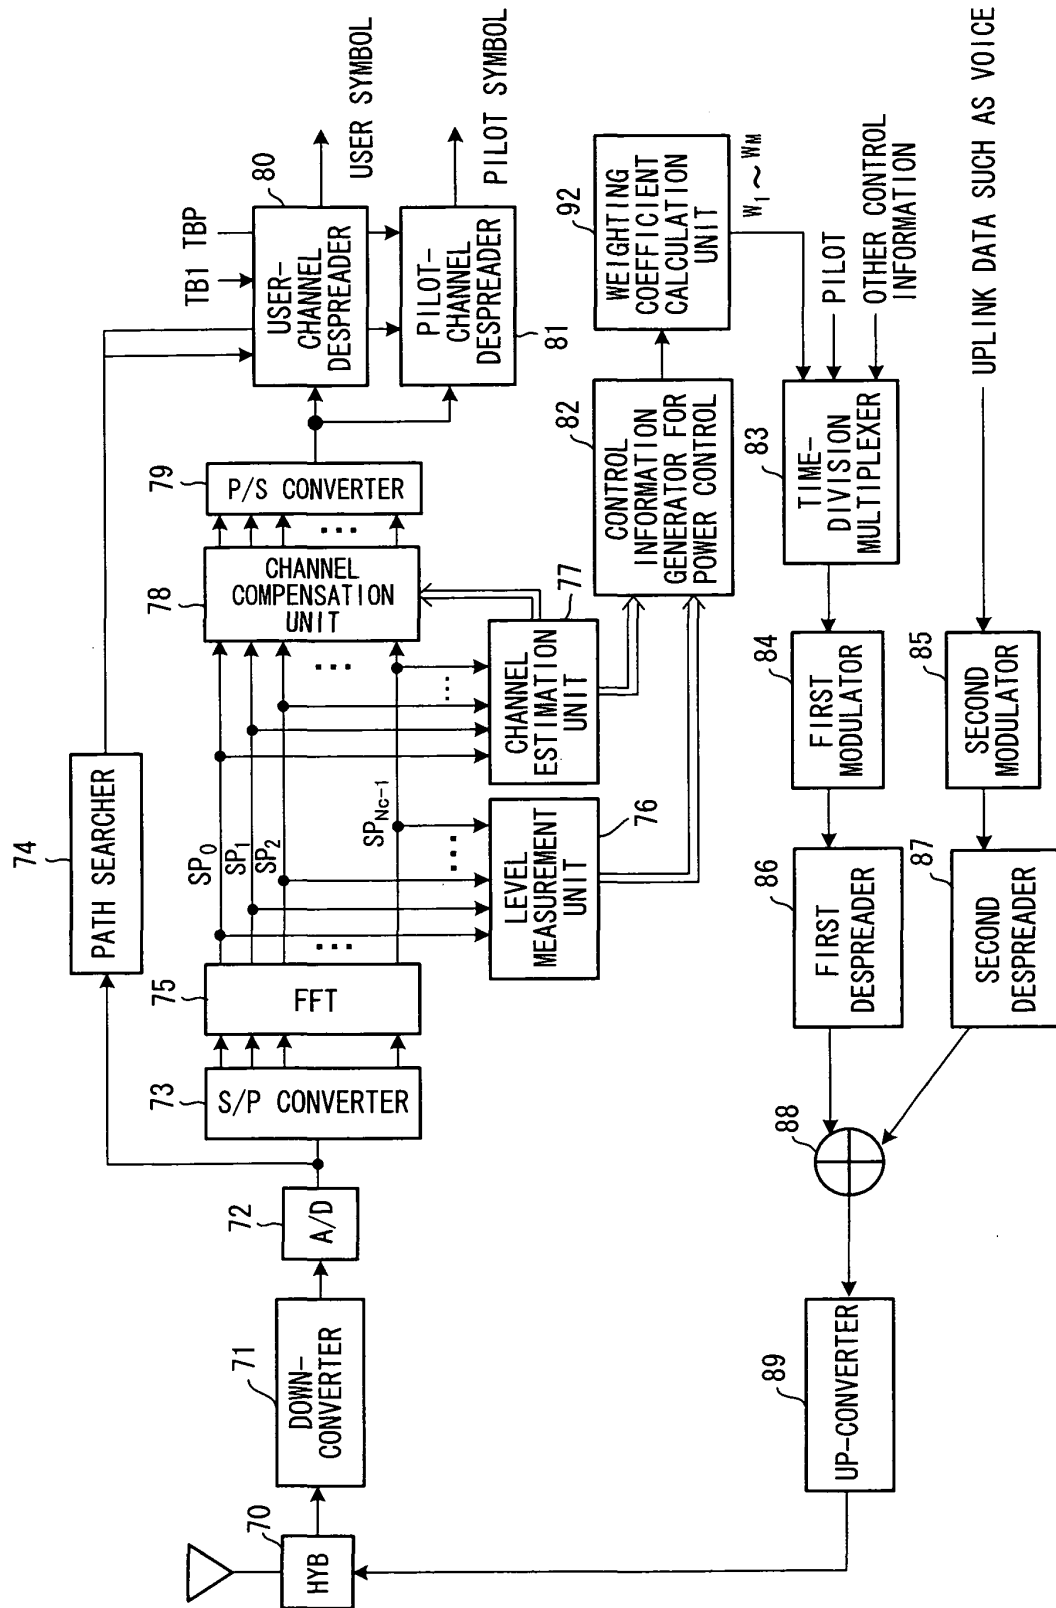 70
HYB
71
DOWN-
CONVERTER
72
A/D
73
S/P CONVERTER
74
PATH SEARCHER
75
FFT
SP0
SP1
SP2
SPNc-1
...
...
LEVEL
MEASUREMENT
UNIT
76
...
...
CHANNEL
ESTIMATION
UNIT
77
78
CHANNEL
COMPENSATION
UNIT
...
79
P/S CONVERTER
TB1
TBP
80
USER-
CHANNEL
DESPREADER
USER SYMBOL
PILOT-
CHANNEL
DESPREADER
81
PILOT SYMBOL
82
CONTROL
INFORMATION
GENERATOR FOR
POWER CONTROL
92
WEIGHTING
COEFFICIENT
CALCULATION
UNIT
W1 ~ WM
PILOT
OTHER CONTROL
INFORMATION
83
TIME-
DIVISION
MULTIPLEXER
84
FIRST
MODULATOR
UPLINK DATA SUCH AS VOICE
85
SECOND
MODULATOR
86
FIRST
DESPREADER
87
SECOND
DESPREADER
88
89
UP-CONVERTER